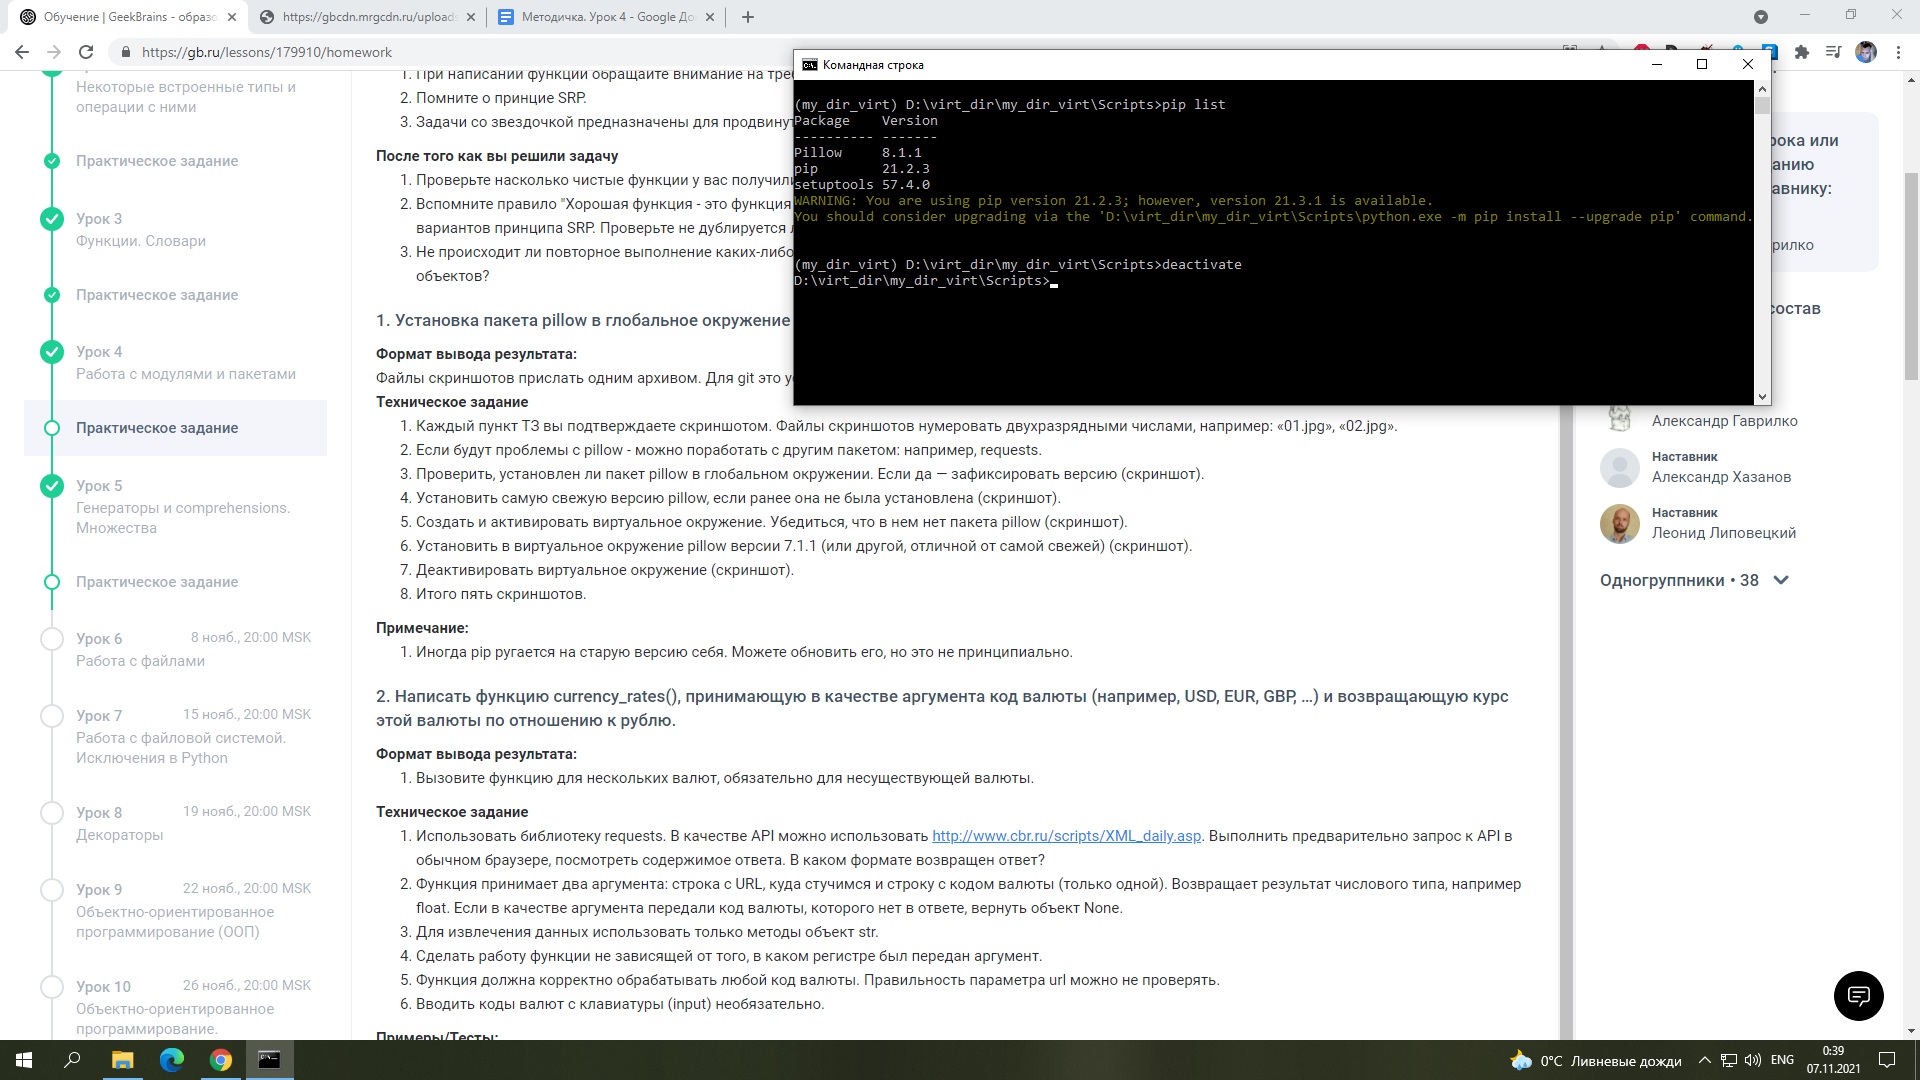 Обучение | GeekBrains - образо
https://gbcdn.mrgcdn.ru/upload
Методичка. Урок 4 - Google До
https://gb.ru/lessons/179910/homework
Некоторые встроенные типы и
операции с ними
Практическое задание
Урок 3
Функции. Словари
Практическое задание
Урок 4
Работа с модулями и пакетами
Практическое задание
Урок 5
Генераторы и comprehensions.
Множества
Практическое задание
Урок 6
8 нояб., 20:00 MSK
Работа с файлами
Урок 7
15 нояб., 20:00 MSK
Работа с файловой системой.
Исключения в Python
Урок 8
19 нояб., 20:00 MSK
Декораторы
Урок 9
22 нояб., 20:00 MSK
Объектно-ориентированное
программирование (ООП)
Урок 10
26 нояб., 20:00 MSK
Объектно-ориентированное
программирование.
1. При написании функции обращайте внимание на тре
2. Помните о принципе SRP.
3. Задачи со звездочкой предназначены для продвину
После того как вы решили задачу
1. Проверьте насколько чистые функции у вас получили
2. Вспомните правило "Хорошая функция - это функция
вариантов принципа SRP. Проверьте не дублируется л
3. Не происходит ли повторное выполнение каких-либо
объектов?
1. Установка пакета pillow в глобальное окружение
Формат вывода результата:
Файлы скриншотов прислать одним архивом. Для git это у
Техническое задание
1. Каждый пункт ТЗ вы подтверждаете скриншотом. Файлы скриншотов нумеровать двухразрядными числами, например: «01.jpg», «02.jpg».
2. Если будут проблемы с pillow - можно поработать с другим пакетом: например, requests.
3. Проверить, установлен ли пакет pillow в глобальном окружении. Если да — зафиксировать версию (скриншот).
4. Установить самую свежую версию pillow, если ранее она не была установлена (скриншот).
5. Создать и активировать виртуальное окружение. Убедиться, что в нем нет пакета pillow (скриншот).
6. Установить в виртуальное окружение pillow версии 7.1.1 (или другой, отличной от самой свежей) (скриншот).
7. Деактивировать виртуальное окружение (скриншот).
8. Итого пять скриншотов.
Примечание:
1. Иногда pip ругается на старую версию себя. Можете обновить его, но это не принципиально.
2. Написать функцию currency_rates(), принимающую в качестве аргумента код валюты (например, USD, EUR, GBP, ...) и возвращающую курс
этой валюты по отношению к рублю.
Формат вывода результата:
1. Вызовите функцию для нескольких валют, обязательно для несуществующей валюты.
Техническое задание
1. Использовать библиотеку requests. В качестве API можно использовать http://www.cbr.ru/scripts/XML_daily.asp. Выполнить предварительно запрос к API в
обычном браузере, посмотреть содержимое ответа. В каком формате возвращен ответ?
2. Функция принимает два аргумента: строка с URL, куда стучимся и строку с кодом валюты (только одной). Возвращает результат числового типа, например
float. Если в качестве аргумента передали код валюты, которого нет в ответе, вернуть объект None.
3. Для извлечения данных использовать только методы объект str.
4. Сделать работу функции не зависящей от того, в каком регистре был передан аргумент.
5. Функция должна корректно обрабатывать любой код валюты. Правильность параметра url можно не проверять.
6. Вводить коды валют с клавиатуры (input) необязательно.
Примеры/Тесты:
Командная строка
(my_dir_virt) D:\virt_dir\my_dir_virt\Scripts>pip list
Package    Version
---------- -------
Pillow     8.1.1
pip        21.2.3
setuptools 57.4.0
WARNING: You are using pip version 21.2.3; however, version 21.3.1 is available.
You should consider upgrading via the 'D:\virt_dir\my_dir_virt\Scripts\python.exe -m pip install --upgrade pip' command.
(my_dir_virt) D:\virt_dir\my_dir_virt\Scripts>deactivate
D:\virt_dir\my_dir_virt\Scripts>
рока или
анию
авнику:
рилко
состав
Александр Гаврилко
Наставник
Александр Хазанов
Наставник
Леонид Липовецкий
Одногруппники • 38
0°C Ливневые дожди
ENG
0:39
07.11.2021